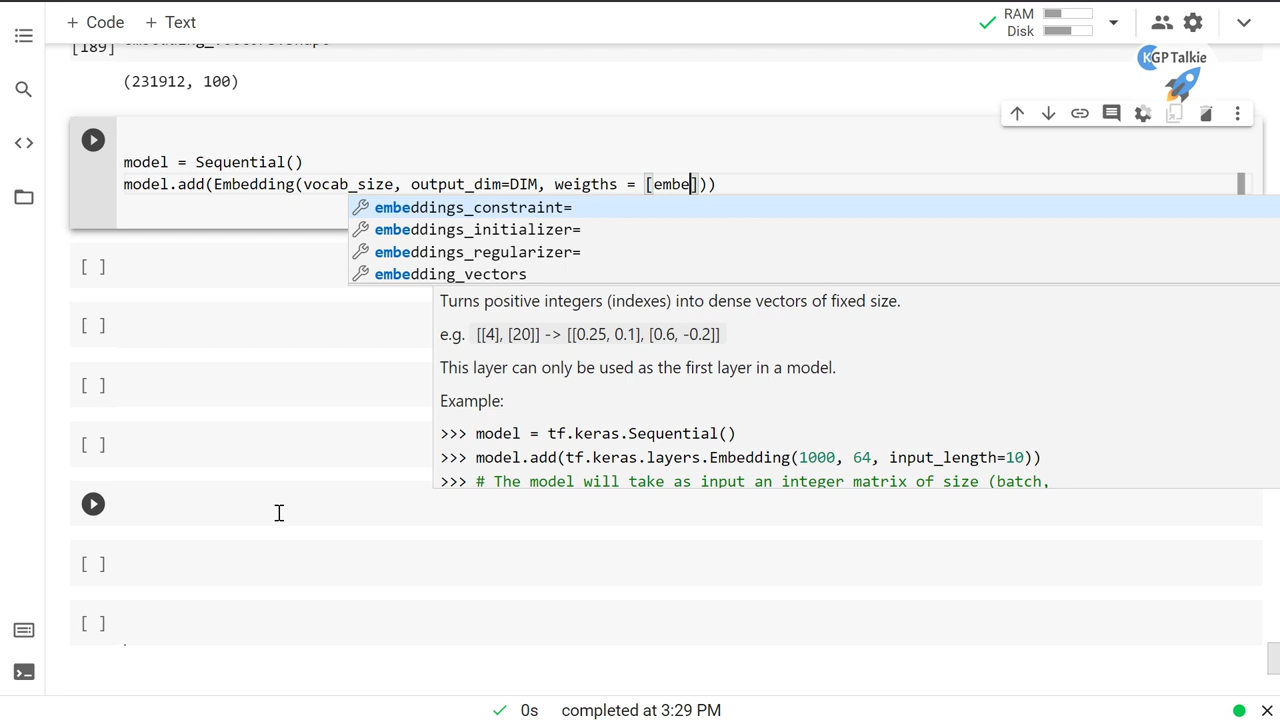 + Code + Text
RAM
Disk
[189]
(231912, 100)
KGP Talkie
model = Sequential()
model.add(Embedding(vocab_size, output_dim=DIM, weigths = [embe]))
embeddings_constraint=
embeddings_initializer=
embeddings_regularizer=
embedding_vectors
Turns positive integers (indexes) into dense vectors of fixed size.
e.g. [[4], [20]] -> [[0.25, 0.1], [0.6, -0.2]]
This layer can only be used as the first layer in a model.
Example:
>>> model = tf.keras.Sequential()
>>> model.add(tf.keras.layers.Embedding(1000, 64, input_length=10))
>>> # The model will take as input an integer matrix of size (batch,
[ ]
[ ]
[ ]
[ ]
[ ]
[ ]
0s completed at 3:29 PM